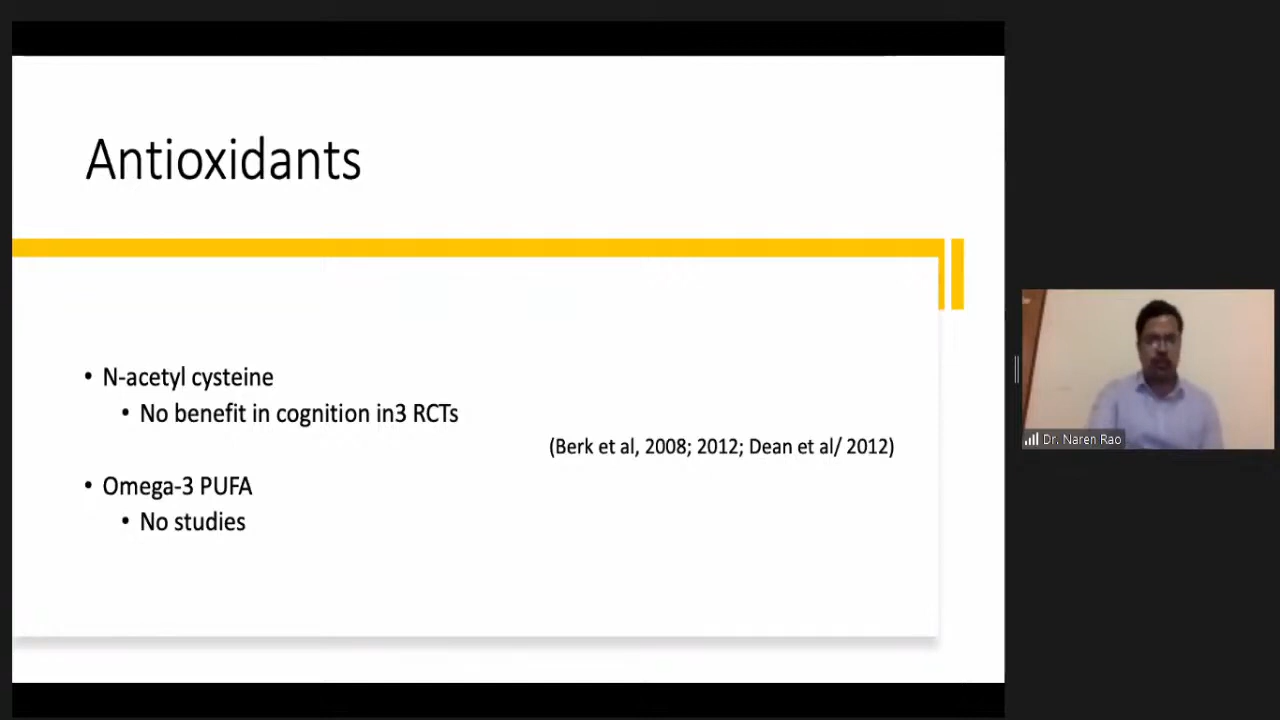 Antioxidants
• N-acetyl cysteine
• No benefit in cognition in3 RCTs
(Berk et al, 2008; 2012; Dean et al/ 2012)
• Omega-3 PUFA
• No studies
Dr. Naren Rao